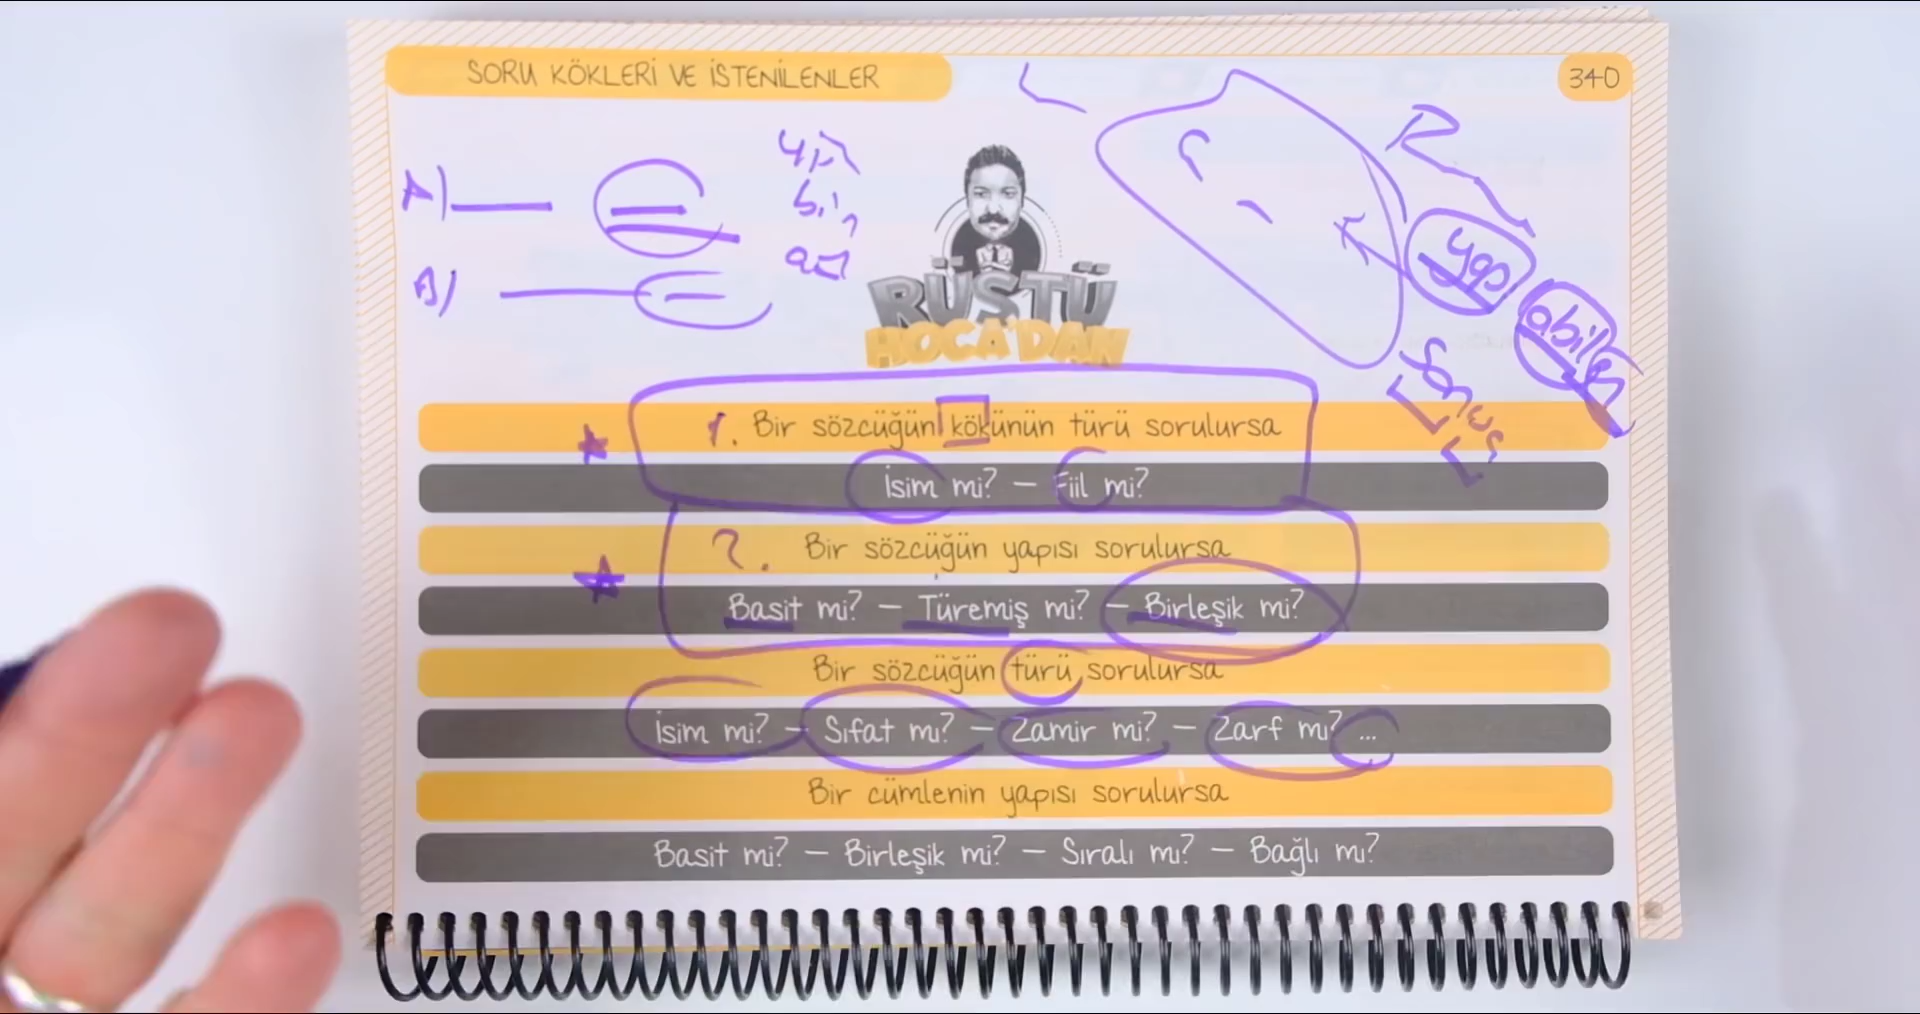 SORU KÖKLERİ VE İSTENİLENLER
340
A)
B)
yap
abilen
sonuç
RÜŞTÜ
HOCA'DAN
1. Bir sözcüğün kökünün türü sorulursa
İsim mi? – Fiil mi?
2. Bir sözcüğün yapısı sorulursa
Basit mi? – Türemiş mi? – Birleşik mi?
Bir sözcüğün türü sorulursa
İsim mi? – Sıfat mı? – Zamir mi? – Zarf mı? ...
Bir cümlenin yapısı sorulursa
Basit mi? – Birleşik mi? – Sıralı mı? – Bağlı mı?